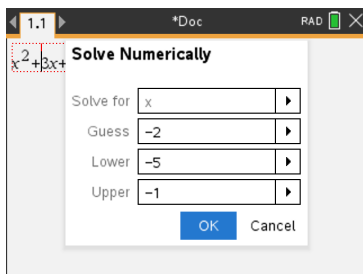 1.1 *Doc RAD
x²+3x+
Solve Numerically
Solve for x
Guess −2
Lower −5
Upper −1
OK Cancel